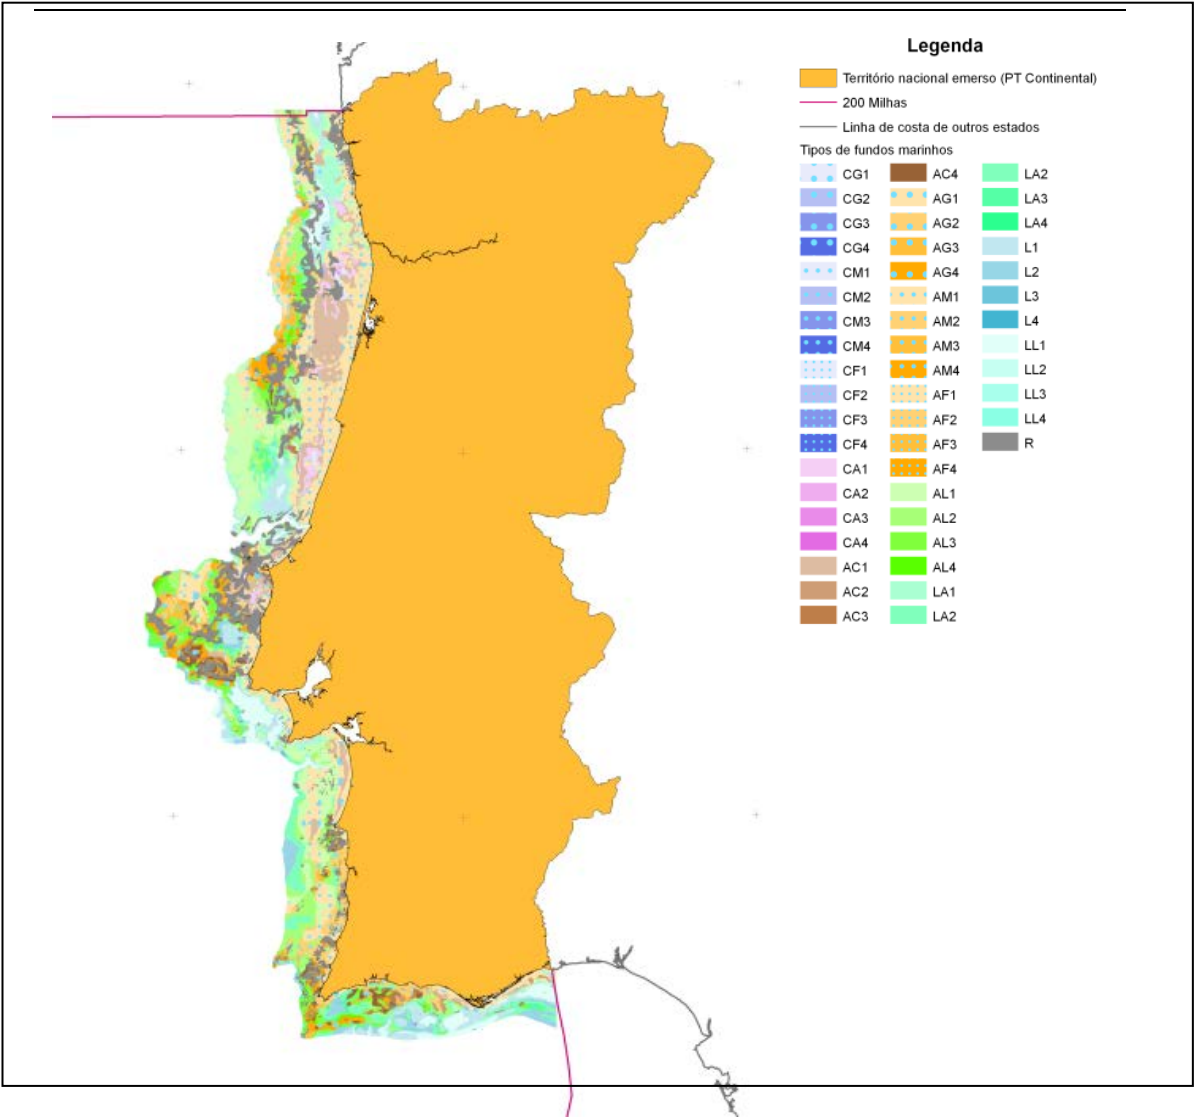 Legenda
Território nacional emerso (PT Continental)
200 Milhas
Linha de costa de outros estados
Tipos de fundos marinhos
CG1
CG2
CG3
CG4
CM1
CM2
CM3
CM4
CF1
CF2
CF3
CF4
CA1
CA2
CA3
CA4
AC1
AC2
AC3
AC4
AG1
AG2
AG3
AG4
AM1
AM2
AM3
AM4
AF1
AF2
AF3
AF4
AL1
AL2
AL3
AL4
LA1
LA2
LA2
LA3
LA4
L1
L2
L3
L4
LL1
LL2
LL3
LL4
R